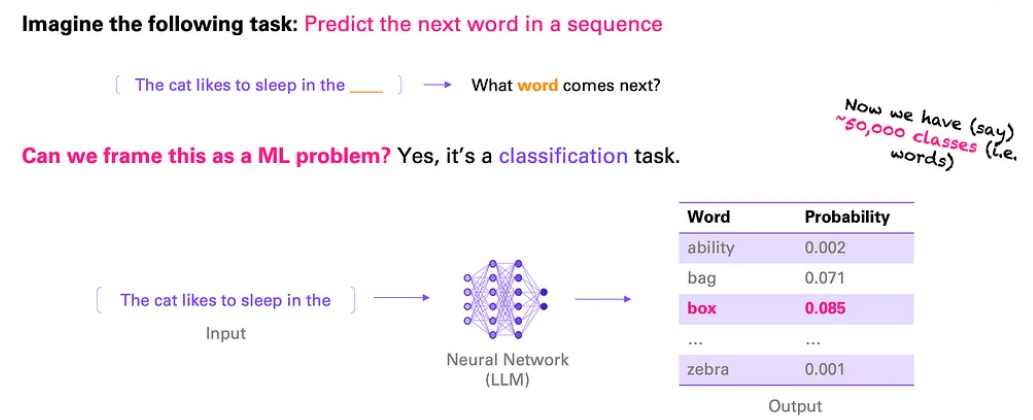 Imagine the following task: Predict the next word in a sequence
The cat likes to sleep in the ____
What word comes next?
Now we have (say)
~50,000 classes (i.e.
words)
Can we frame this as a ML problem? Yes, it's a classification task.
Word Probability
ability 0.002
bag 0.071
box 0.085
... ...
zebra 0.001
The cat likes to sleep in the
Input
Neural Network
(LLM)
Output